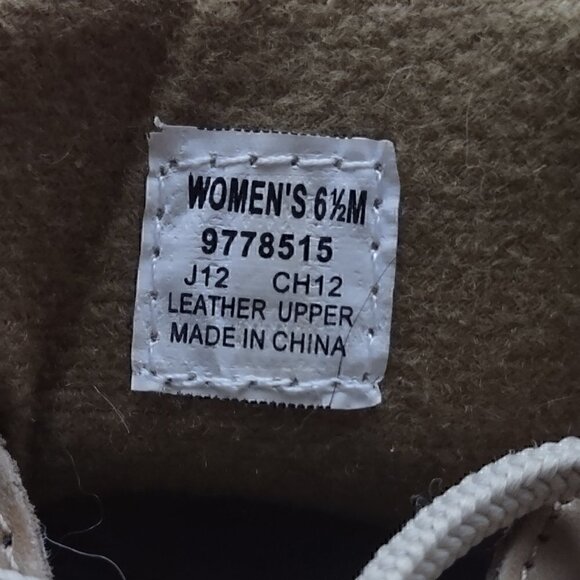 WOMEN'S 6½M
9778515
J12 CH12
LEATHER UPPER
MADE IN CHINA